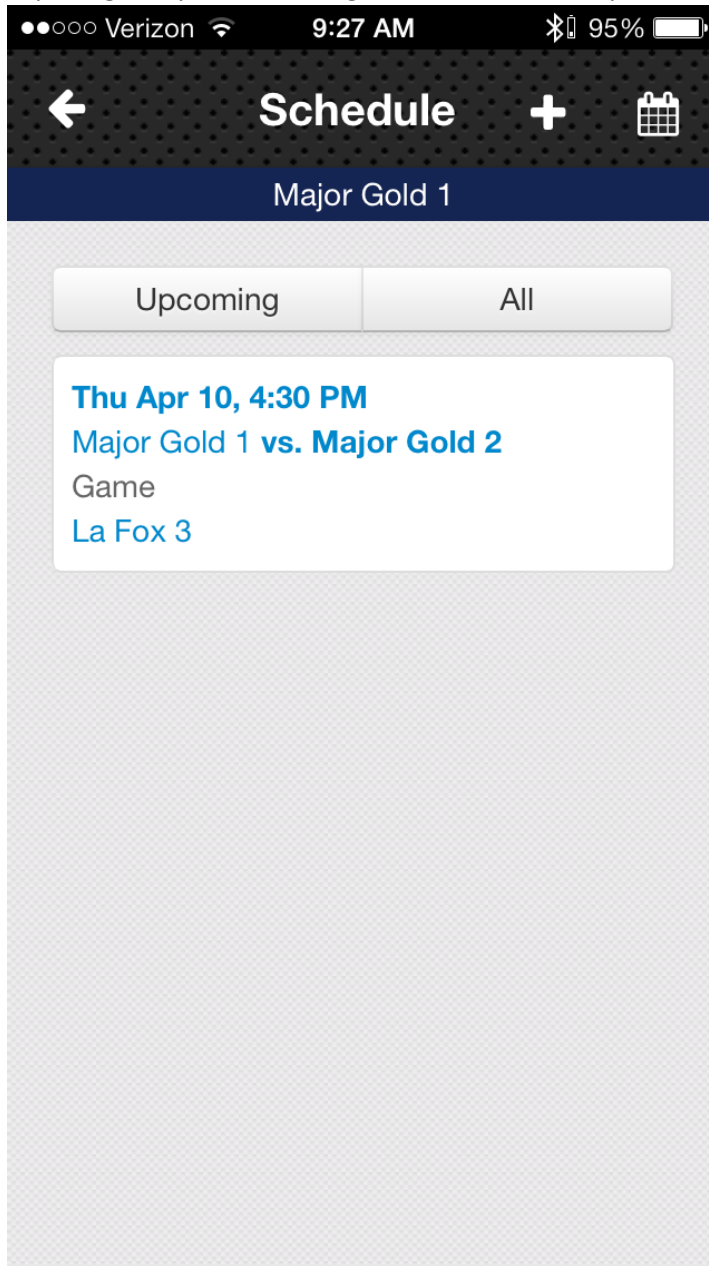 Verizon 9:27 AM 95%
Schedule
Major Gold 1
Upcoming All
Thu Apr 10, 4:30 PM
Major Gold 1 vs. Major Gold 2
Game
La Fox 3